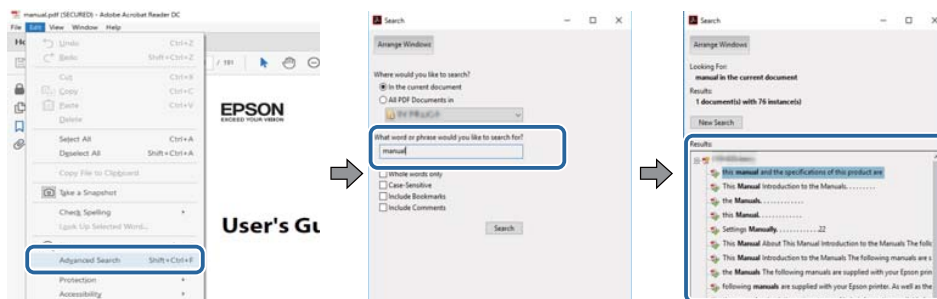 manual.pdf (SECURED) - Adobe Acrobat Reader DC
File Edit View Window Help
Undo Ctrl+Z
Redo Shift+Ctrl+Z
Cut Ctrl+X
Copy Ctrl+C
Paste Ctrl+V
Delete
Select All Ctrl+A
Deselect All Shift+Ctrl+A
Copy File to Clipboard
Take a Snapshot
Check Spelling
Look Up Selected Word...
Advanced Search Shift+Ctrl+F
Protection
Accessibility
/ 191
EPSON
EXCEED YOUR VISION
User's Gu
Search
Arrange Windows
Where would you like to search?
In the current document
All PDF Documents in
What word or phrase would you like to search for?
manual
Whole words only
Case-Sensitive
Include Bookmarks
Include Comments
Search
Search
Arrange Windows
Looking For:
manual in the current document
Results:
1 document(s) with 76 instance(s)
New Search
Results:
this manual and the specifications of this product are
This Manual Introduction to the Manuals.........
the Manuals.............
this Manual.............
Settings Manually.............22
This Manual About This Manual Introduction to the Manuals The follo
This Manual Introduction to the Manuals The following manuals are s
the Manuals The following manuals are supplied with your Epson prin
following manuals are supplied with your Epson printer. As well as the